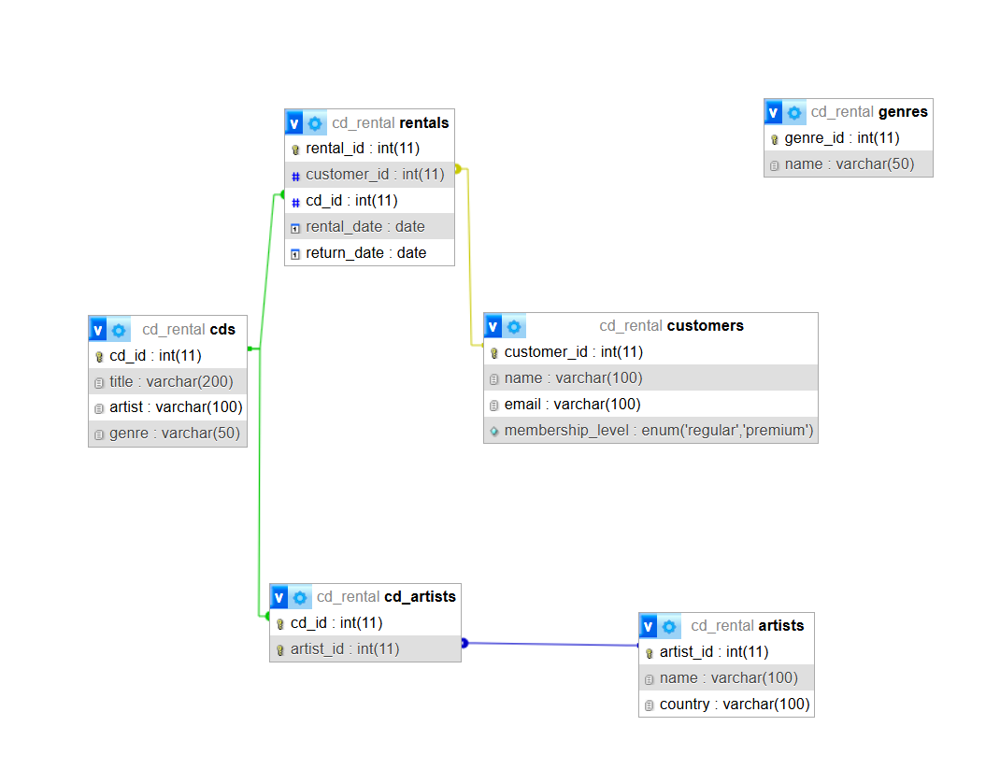 cd_rental rentals
rental_id : int(11)
customer_id : int(11)
cd_id : int(11)
rental_date : date
return_date : date
cd_rental genres
genre_id : int(11)
name : varchar(50)
cd_rental cds
cd_id : int(11)
title : varchar(200)
artist : varchar(100)
genre : varchar(50)
cd_rental customers
customer_id : int(11)
name : varchar(100)
email : varchar(100)
membership_level : enum('regular','premium')
cd_rental cd_artists
cd_id : int(11)
artist_id : int(11)
cd_rental artists
artist_id : int(11)
name : varchar(100)
country : varchar(100)